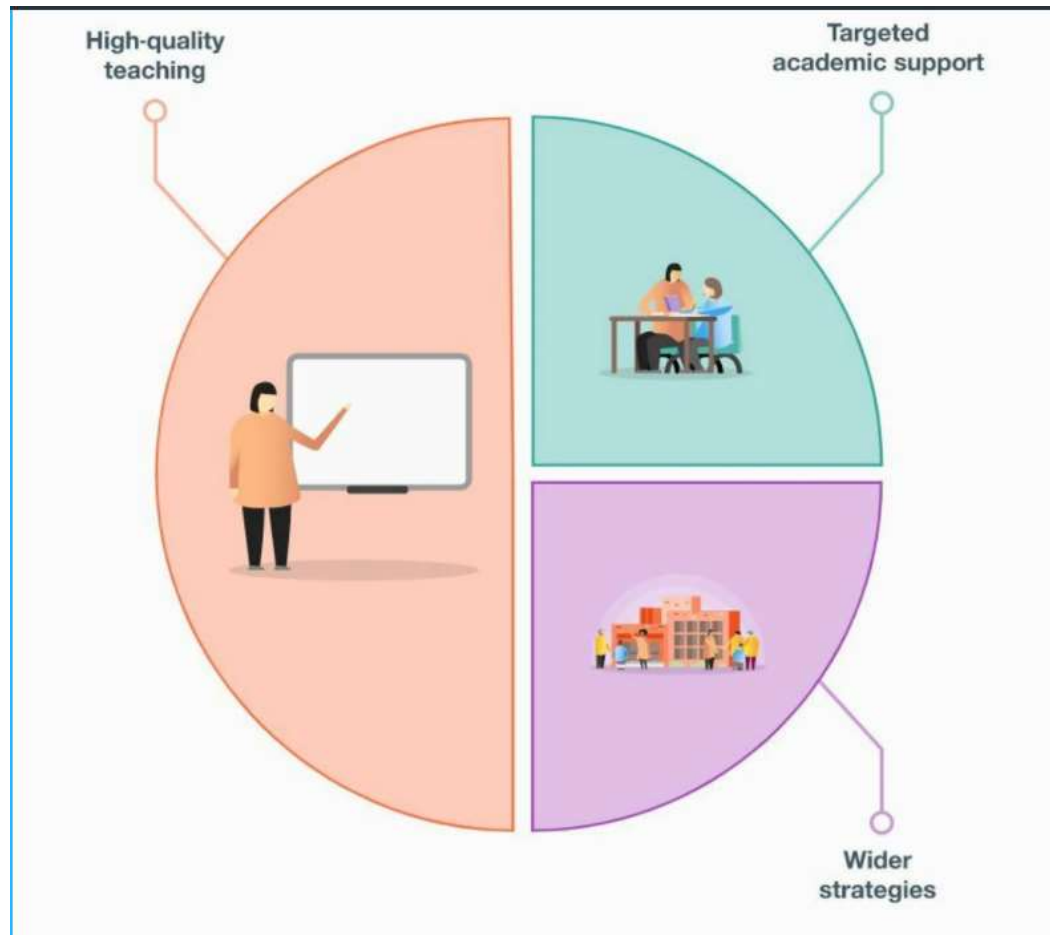 High-quality
teaching
Targeted
academic support
Wider
strategies